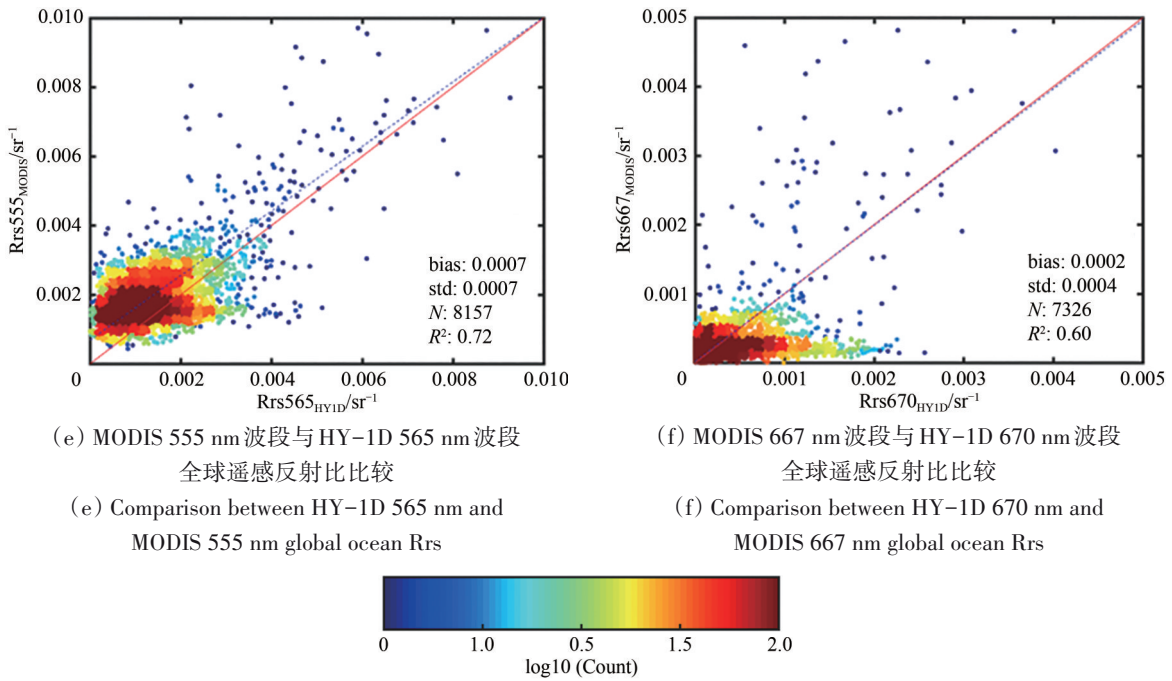 0.010
0.008
0.006
0.004
0.002
Rrs555MODIS/sr⁻¹
bias: 0.0007
std: 0.0007
N: 8157
R²: 0.72
0 0.002 0.004 0.006 0.008 0.010
Rrs565HY1D/sr⁻¹
0.005
0.004
0.003
0.002
0.001
Rrs667MODIS/sr⁻¹
bias: 0.0002
std: 0.0004
N: 7326
R²: 0.60
0 0.001 0.002 0.003 0.004 0.005
Rrs670HY1D/sr⁻¹
(e) MODIS 555 nm波段与HY-1D 565 nm波段
全球遥感反射比比较
(e) Comparison between HY-1D 565 nm and
MODIS 555 nm global ocean Rrs
(f) MODIS 667 nm波段与HY-1D 670 nm波段
全球遥感反射比比较
(f) Comparison between HY-1D 670 nm and
MODIS 667 nm global ocean Rrs
0 1.0 0.5 1.5 2.0
log10 (Count)